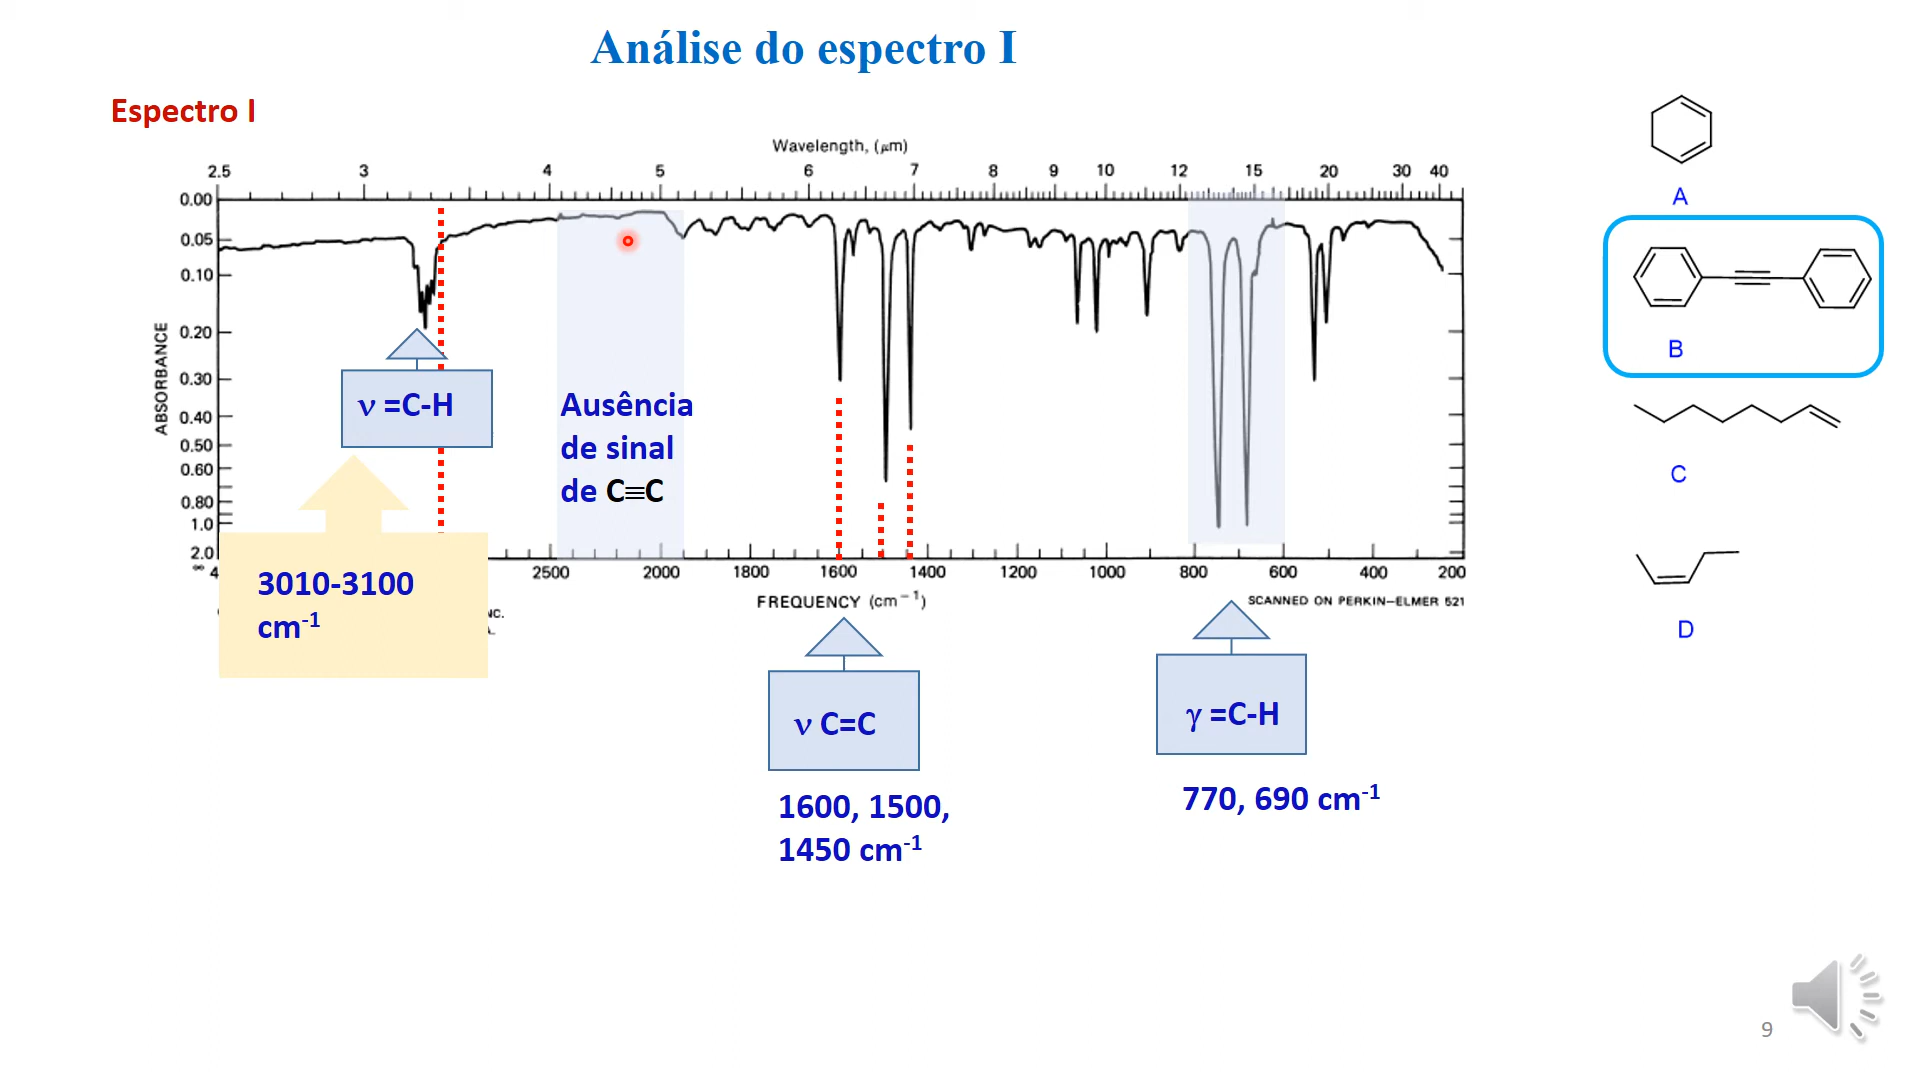 Análise do espectro I
Espectro I
Wavelength, (μm)
2.5 3 4 5 6 7 8 9 10 12 15 20 30 40
0.00
0.05
0.10
0.20
0.30
0.40
0.50
0.60
0.80
1.0
2.0
∞
ABSORBANCE
4 2500 2000 1800 1600 1400 1200 1000 800 600 400 200
FREQUENCY (cm⁻¹)
SCANNED ON PERKIN–ELMER 521
NC.
ν =C-H
3010-3100
cm⁻¹
Ausência
de sinal
de C≡C
ν C=C
1600, 1500,
1450 cm⁻¹
γ =C-H
770, 690 cm⁻¹
A
B
C
D
9